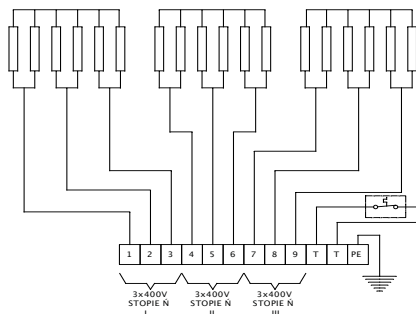 1 2 3 4 5 6 7 8 9 T T PE
3x400V 3x400V 3x400V
STOPIE Ń STOPIE Ń STOPIE Ń
I II III